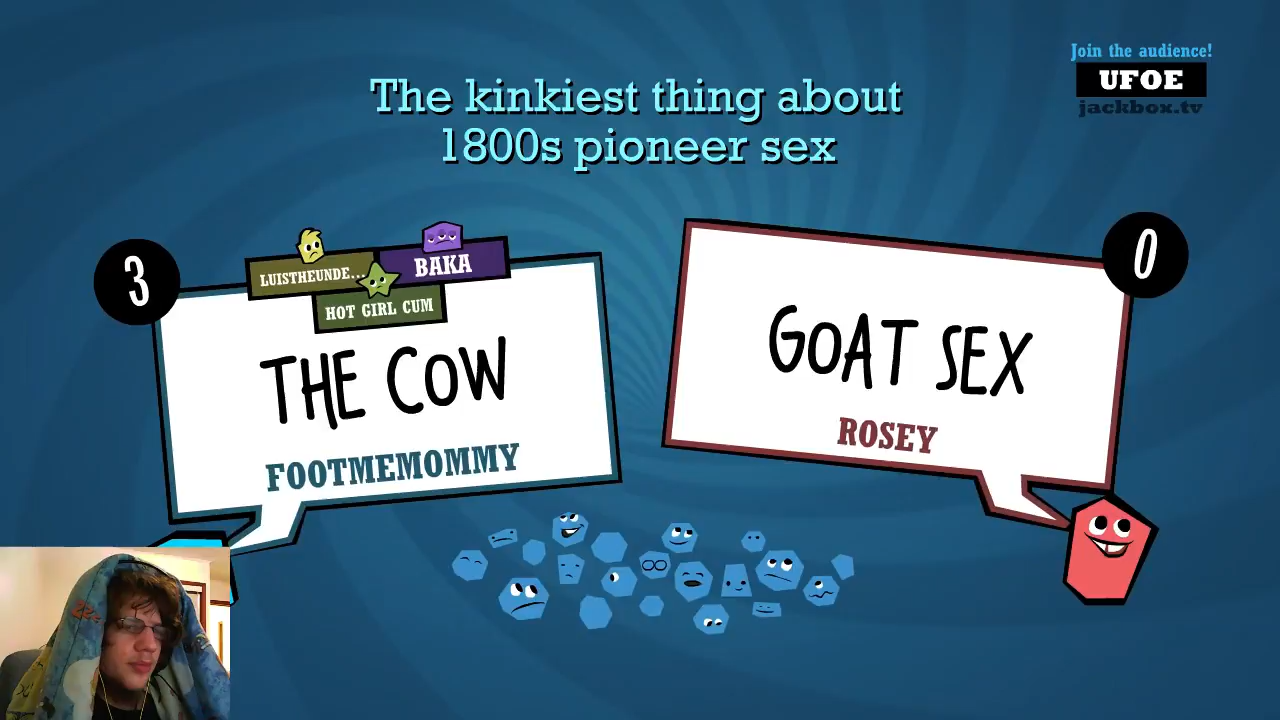 Join the audience!
UFOE
jackbox.tv
The kinkiest thing about
1800s pioneer sex
3
LUISTHEUNDE...
BAKA
HOT GIRL CUM
THE COW
FOOTMEMOMMY
0
GOAT SEX
ROSEY